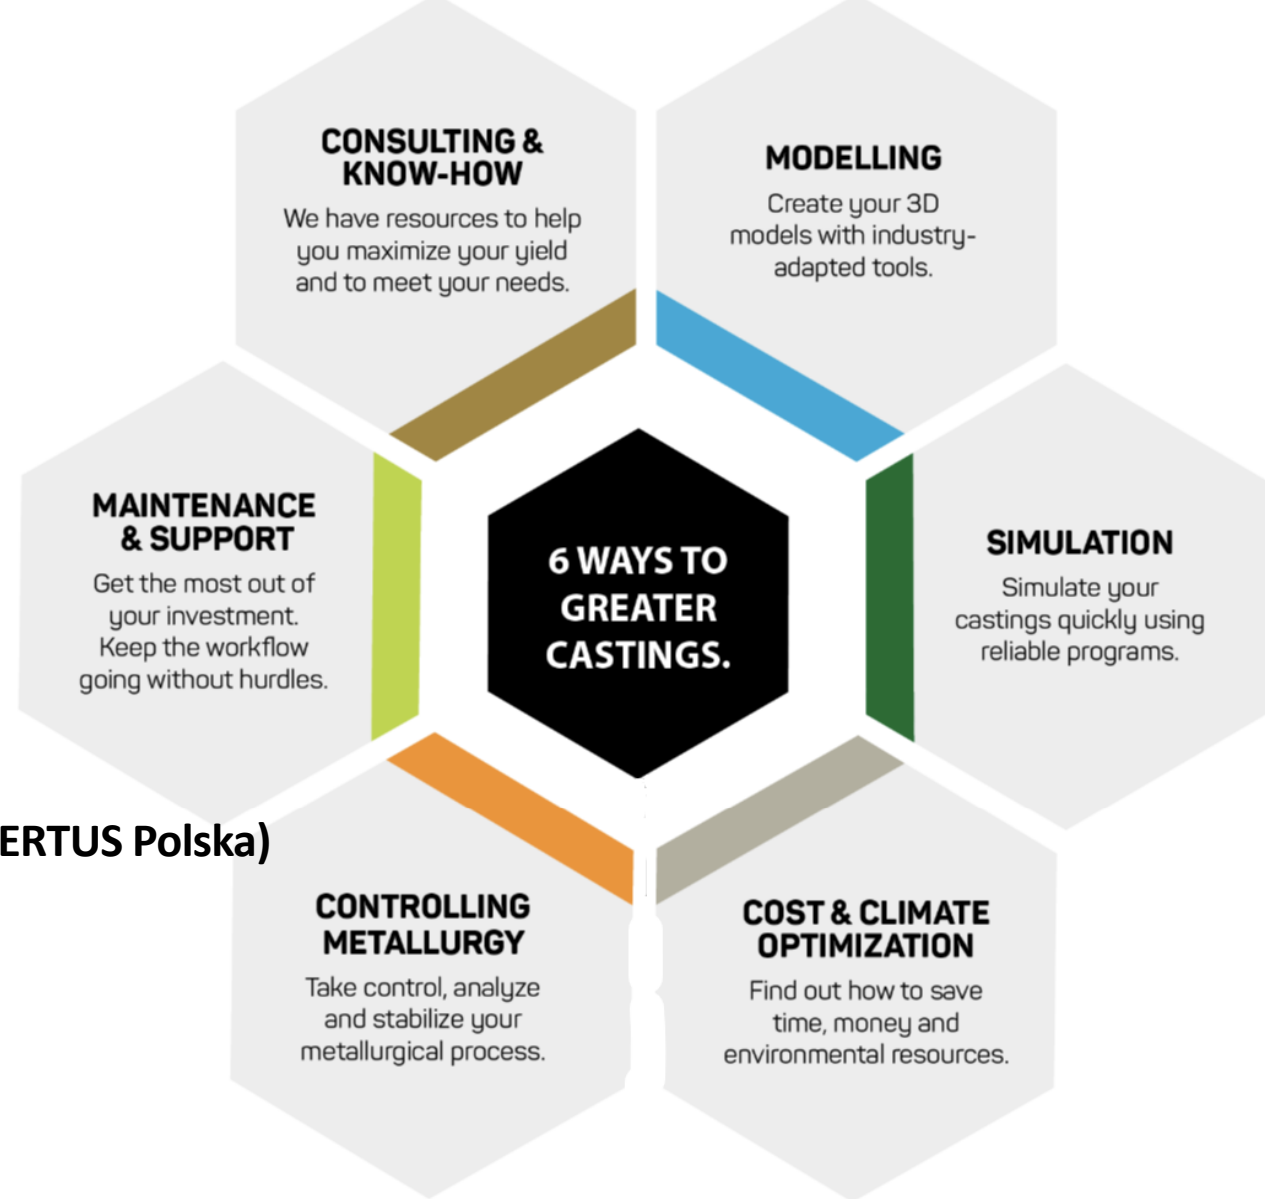 CONSULTING &
KNOW-HOW
We have resources to help
you maximize your yield
and to meet your needs.
MODELLING
Create your 3D
models with industry-
adapted tools.
MAINTENANCE
& SUPPORT
Get the most out of
your investment.
Keep the workflow
going without hurdles.
6 WAYS TO
GREATER
CASTINGS.
SIMULATION
Simulate your
castings quickly using
reliable programs.
ERTUS Polska)
CONTROLLING
METALLURGY
Take control, analyze
and stabilize your
metallurgical process.
COST & CLIMATE
OPTIMIZATION
Find out how to save
time, money and
environmental resources.